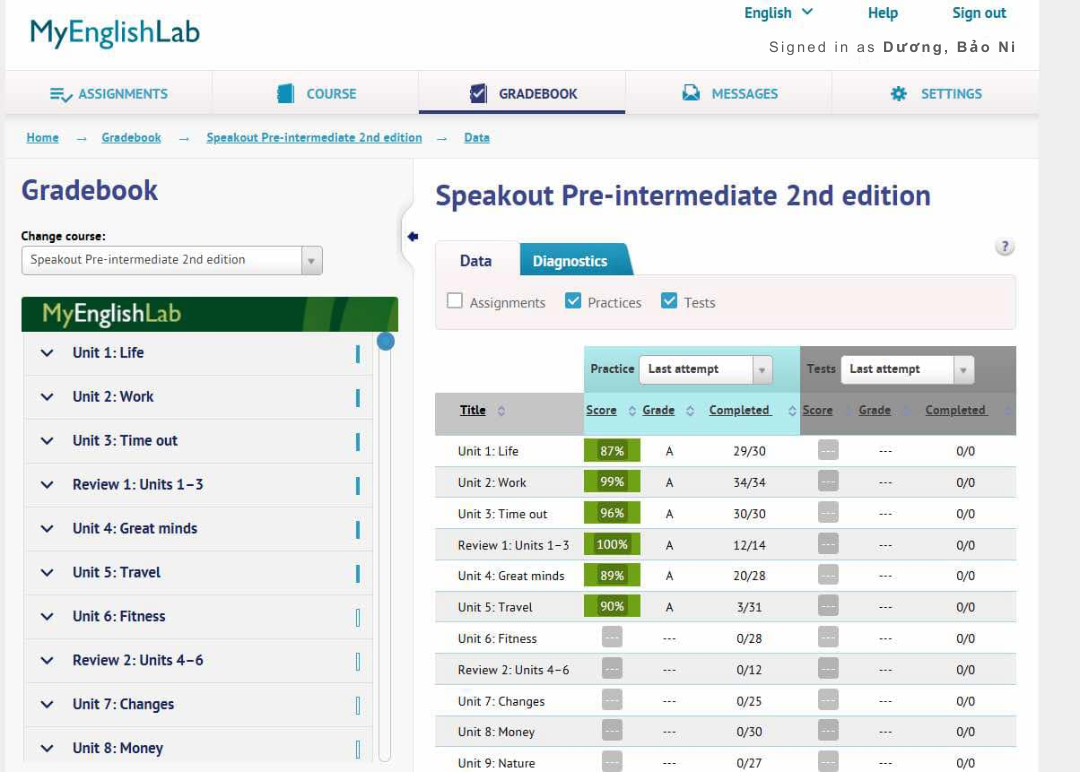 MyEnglishLab
English Help Sign out
Signed in as Dương, Bảo Ni
ASSIGNMENTS COURSE GRADEBOOK MESSAGES SETTINGS
Home → Gradebook → Speakout Pre-intermediate 2nd edition → Data
Gradebook
Change course:
Speakout Pre-intermediate 2nd edition
MyEnglishLab
Unit 1: Life
Unit 2: Work
Unit 3: Time out
Review 1: Units 1–3
Unit 4: Great minds
Unit 5: Travel
Unit 6: Fitness
Review 2: Units 4–6
Unit 7: Changes
Unit 8: Money
Speakout Pre-intermediate 2nd edition
?
Data Diagnostics
Assignments Practices Tests
Practice Last attempt Tests Last attempt
Title Score Grade Completed Score Grade Completed
Unit 1: Life 87% A 29/30 --- --- 0/0
Unit 2: Work 99% A 34/34 --- --- 0/0
Unit 3: Time out 96% A 30/30 --- --- 0/0
Review 1: Units 1–3 100% A 12/14 --- --- 0/0
Unit 4: Great minds 89% A 20/28 --- --- 0/0
Unit 5: Travel 90% A 3/31 --- --- 0/0
Unit 6: Fitness --- --- 0/28 --- --- 0/0
Review 2: Units 4–6 --- --- 0/12 --- --- 0/0
Unit 7: Changes --- --- 0/25 --- --- 0/0
Unit 8: Money --- --- 0/30 --- --- 0/0
Unit 9: Nature --- --- 0/27 --- --- 0/0